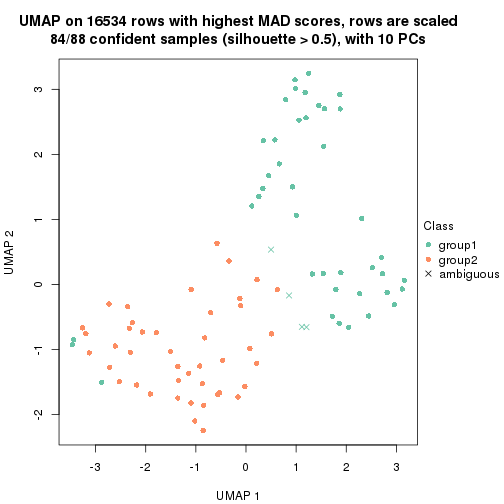 UMAP on 16534 rows with highest MAD scores, rows are scaled
84/88 confident samples (silhouette > 0.5), with 10 PCs
3
2
1
0
-1
-2
UMAP 2
-3
-2
-1
0
1
2
3
UMAP 1
Class
group1
group2
ambiguous